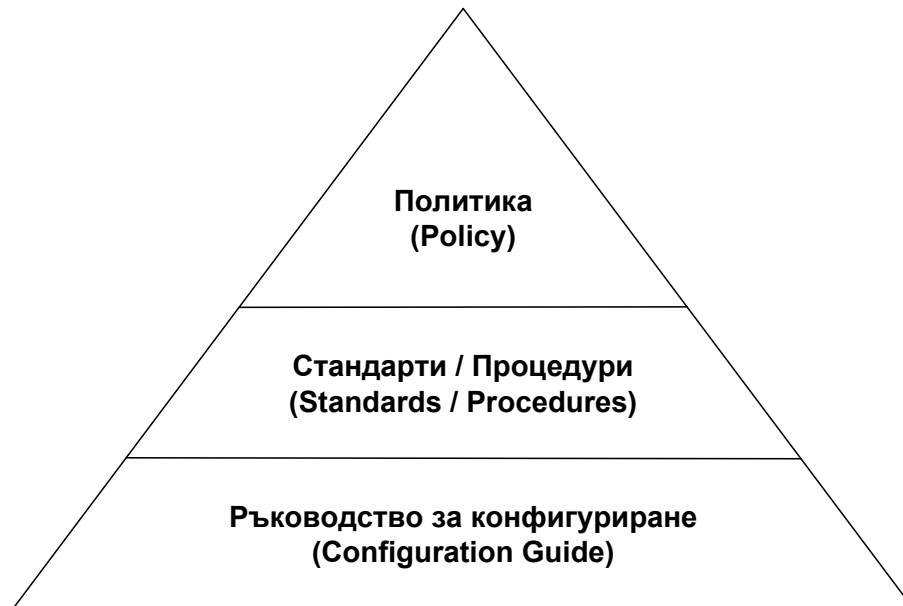 Политика
(Policy)
Стандарти / Процедури
(Standards / Procedures)
Ръководство за конфигуриране
(Configuration Guide)